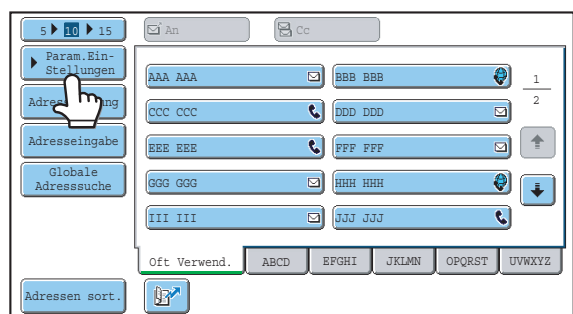 5 10 15
An
Cc
Param.Ein-
Stellungen
Adres
ng
Adresseingabe
Globale
Adresssuche
Adressen sort.
AAA AAA
BBB BBB
CCC CCC
DDD DDD
EEE EEE
FFF FFF
GGG GGG
HHH HHH
III III
JJJ JJJ
1
2
Oft Verwend.
ABCD
EFGHI
JKLMN
OPQRST
UVWXYZ